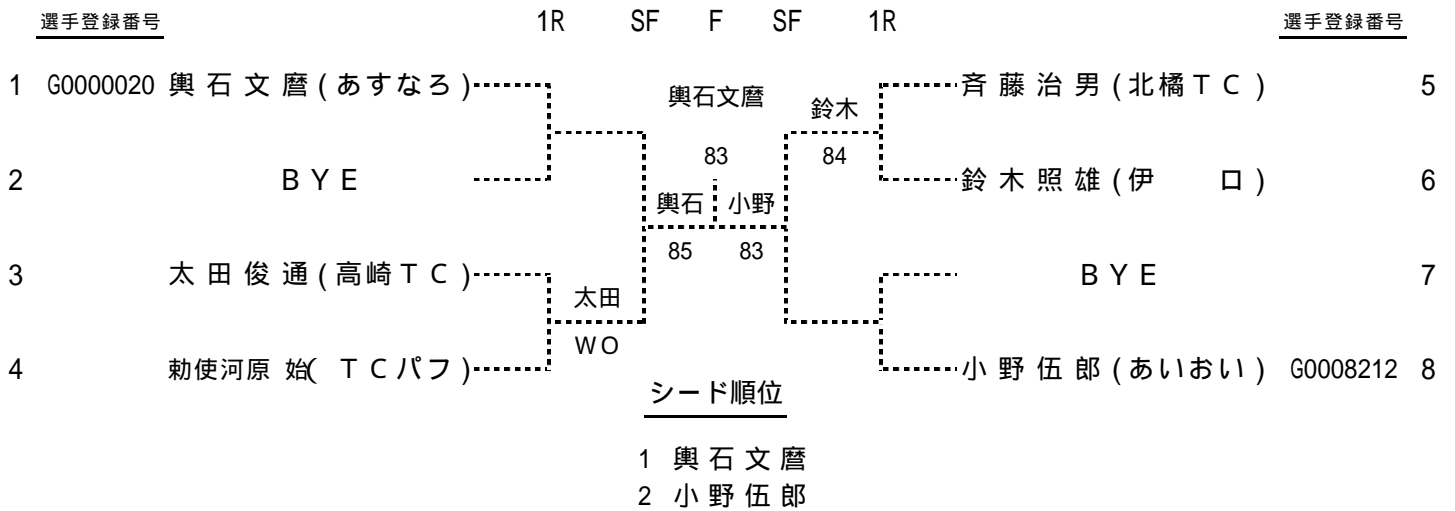 選手登録番号 1R SF F SF 1R 選手登録番号
1 G0000020 輿石文麿(あすなろ) 輿石文麿 鈴木 斉藤治男(北橘TC) 5
83 84
2 BYE 鈴木照雄(伊 口) 6
輿石 小野
85 83
3 太田俊通(高崎TC) BYE 7
太田
WO
4 勅使河原 始( TCパフ) 小野伍郎(あいおい) G0008212 8
シード順位
1 輿石文麿
2 小野伍郎